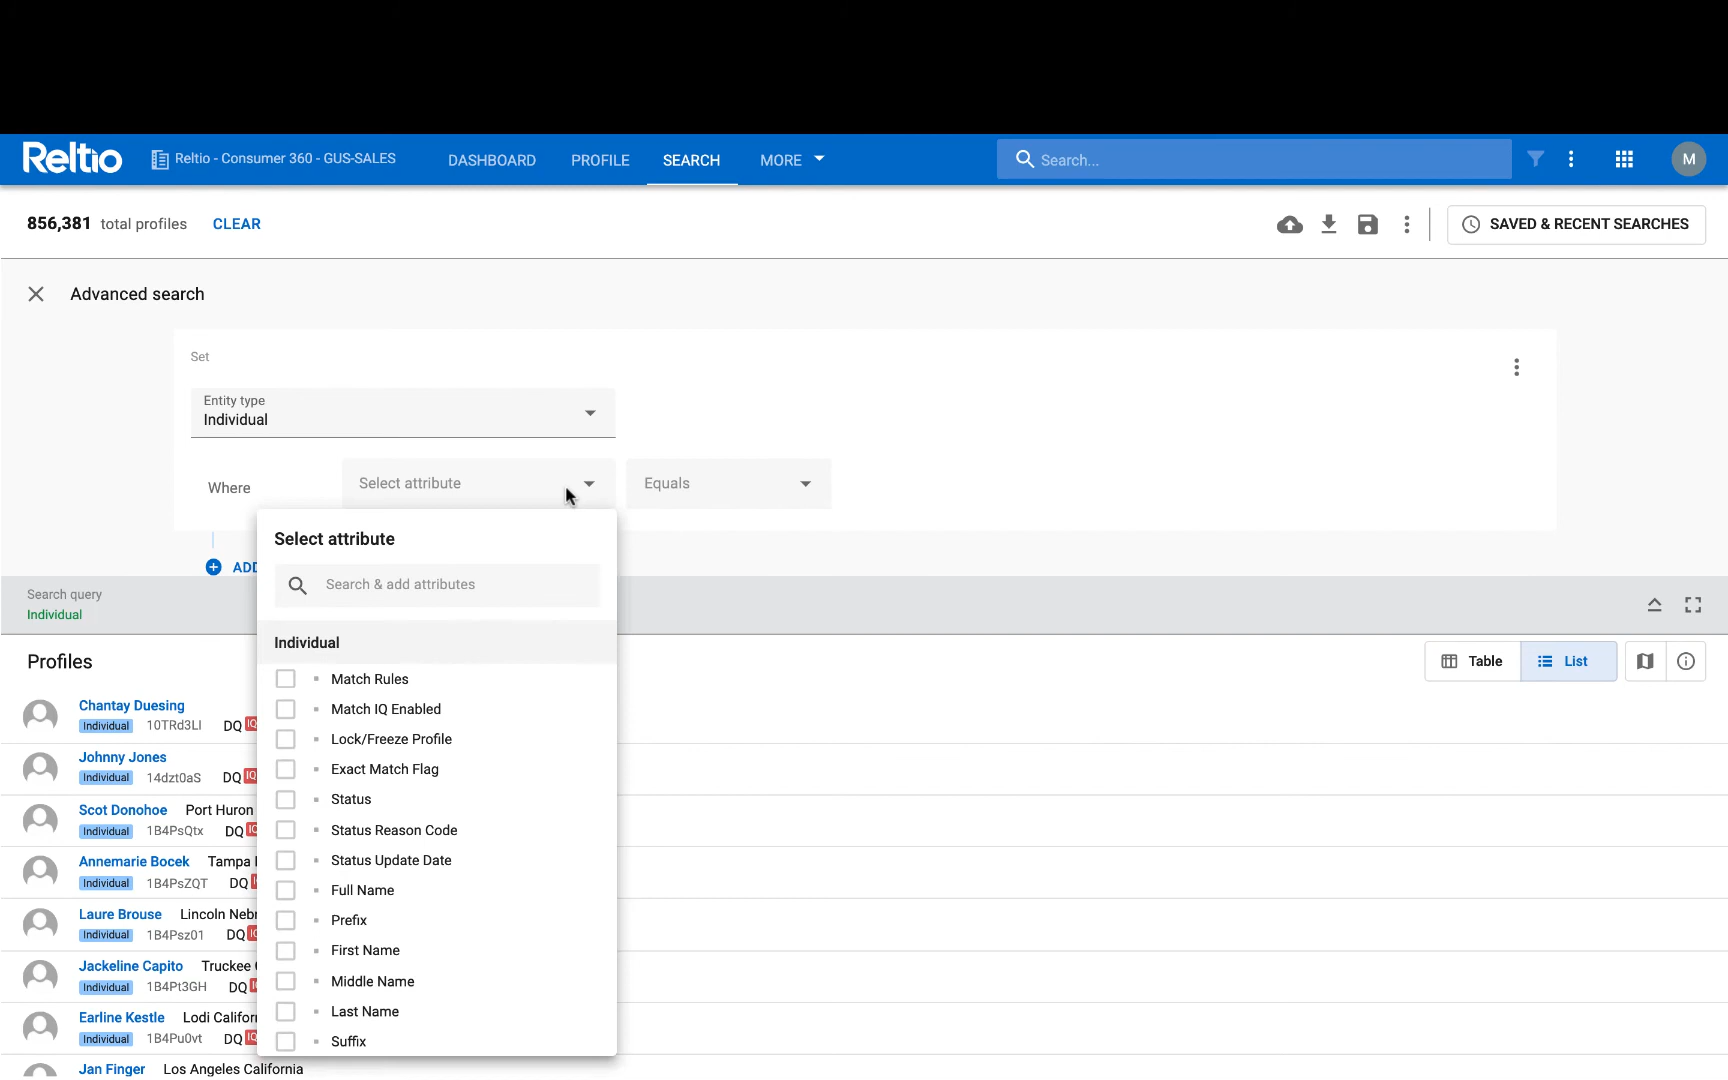 Reltio
Reltio - Consumer 360 - GUS-SALES
DASHBOARD
PROFILE
SEARCH
MORE
Search...
M
856,381 total profiles
CLEAR
SAVED & RECENT SEARCHES
Advanced search
Set
Entity type
Individual
Where
Select attribute
Equals
Select attribute
ADD
Search & add attributes
Search query
Individual
Individual
Match Rules
Match IQ Enabled
Lock/Freeze Profile
Exact Match Flag
Status
Status Reason Code
Status Update Date
Full Name
Prefix
First Name
Middle Name
Last Name
Suffix
Profiles
Table
List
Chantay Duesing
Individual 10TRd3LI DQ IQ
Johnny Jones
Individual 14dzt0aS DQ IQ
Scot Donohoe Port Huron
Individual 1B4PsQtx DQ
Annemarie Bocek Tampa
Individual 1B4PsZQT DQ
Laure Brouse Lincoln
Individual 1B4Psz01 DQ
Jackeline Capito Truckee
Individual 1B4Pt3GH DQ
Earline Kestle Lodi
Individual 1B4Pu0vt DQ
Jan Finger Los Angeles California